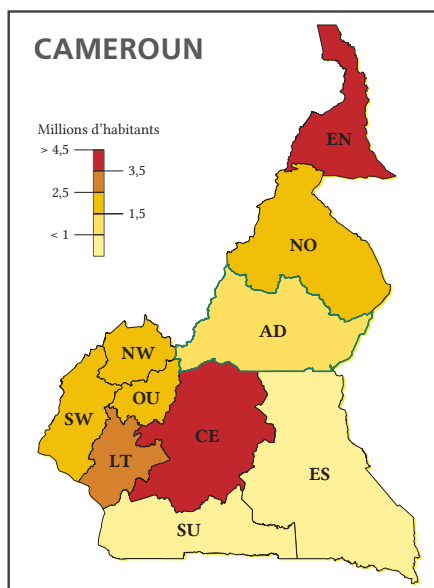 CAMEROUN
Millions d’habitants
> 4,5
3,5
2,5
1,5
< 1
EN
NO
AD
NW
OU
SW
CE
LT
ES
SU